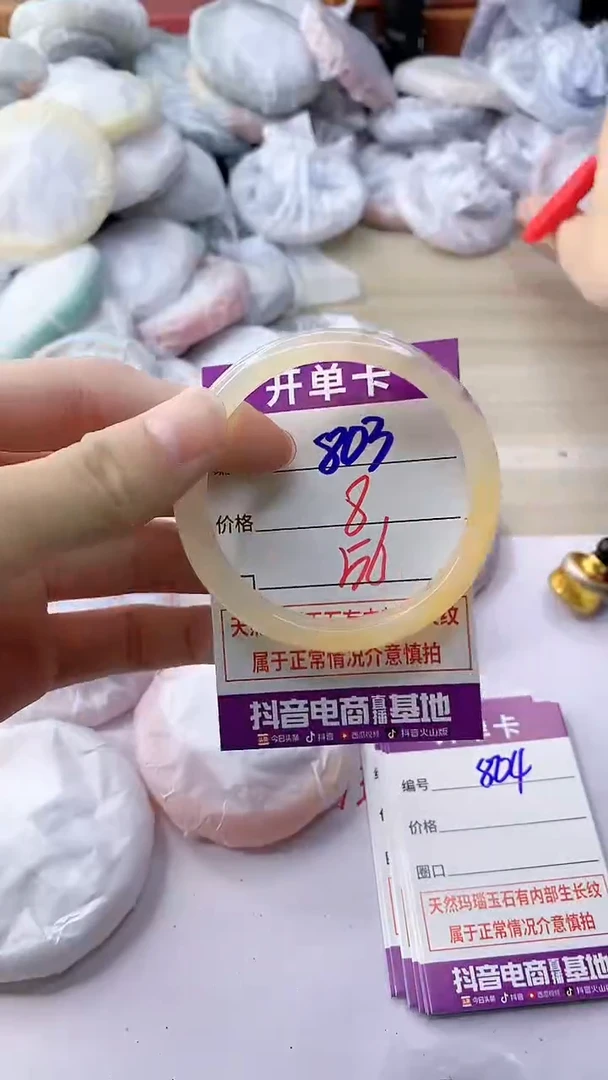 开单卡
803
价格 8
56
属于正常情况介意慎拍
抖音电商直播基地
今日头条 抖音 西瓜视频 抖音火山版
开单卡
编号 804
价格
圈口
天然玛瑙玉石有内部生长纹
属于正常情况介意慎拍
抖音电商直播基地
今日头条 抖音 西瓜视频 抖音火山版